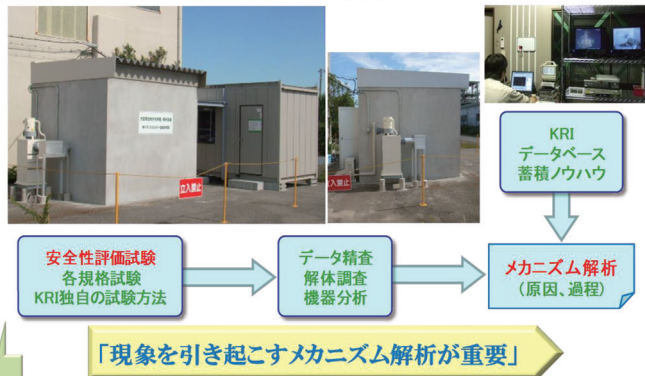 立入禁止
立入禁止
KRI
データベース
蓄積ノウハウ
安全性評価試験
各規格試験
KRI独自の試験方法
データ精査
解体調査
機器分析
メカニズム解析
(原因、過程)
「現象を引き起こすメカニズム解析が重要」